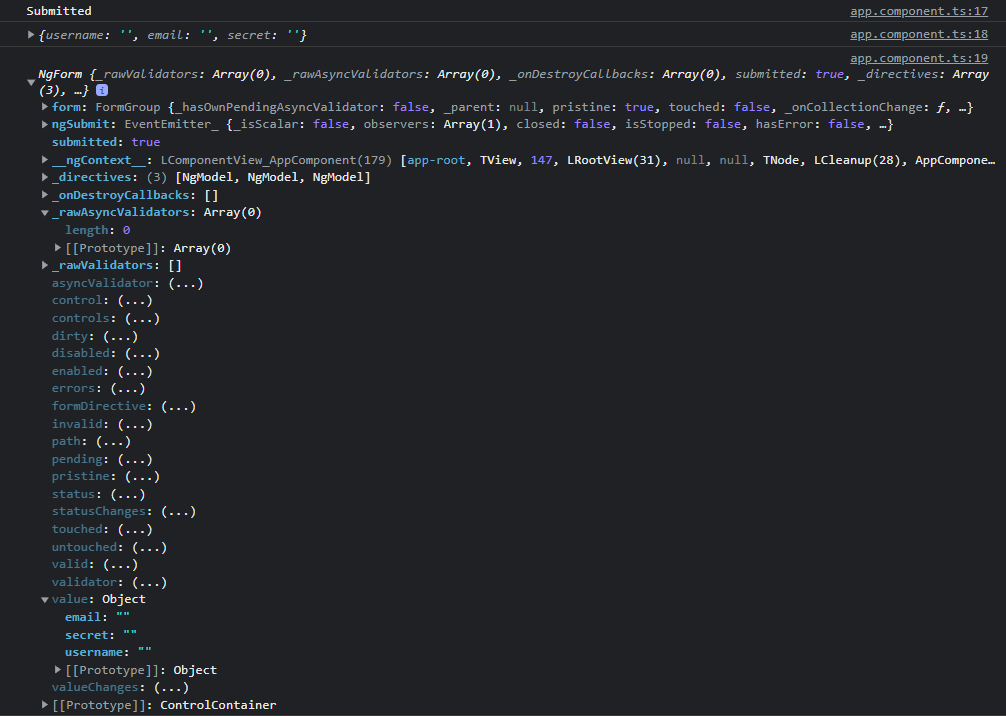 Submitted app.component.ts:17
{username: '', email: '', secret: ''} app.component.ts:18
app.component.ts:19
NgForm {_rawValidators: Array(0), _rawAsyncValidators: Array(0), _onDestroyCallbacks: Array(0), submitted: true, _directives: Array
(3), …} i
form: FormGroup {_hasOwnPendingAsyncValidator: false, _parent: null, pristine: true, touched: false, _onCollectionChange: ƒ, …}
ngSubmit: EventEmitter_ {_isScalar: false, observers: Array(1), closed: false, isStopped: false, hasError: false, …}
submitted: true
__ngContext__: LComponentView_AppComponent(179) [app-root, TView, 147, LRootView(31), null, null, TNode, LCleanup(28), AppCompone…
_directives: (3) [NgModel, NgModel, NgModel]
_onDestroyCallbacks: []
_rawAsyncValidators: Array(0)
length: 0
[[Prototype]]: Array(0)
_rawValidators: []
asyncValidator: (...)
control: (...)
controls: (...)
dirty: (...)
disabled: (...)
enabled: (...)
errors: (...)
formDirective: (...)
invalid: (...)
path: (...)
pending: (...)
pristine: (...)
status: (...)
statusChanges: (...)
touched: (...)
untouched: (...)
valid: (...)
validator: (...)
value: Object
email: ""
secret: ""
username: ""
[[Prototype]]: Object
valueChanges: (...)
[[Prototype]]: ControlContainer